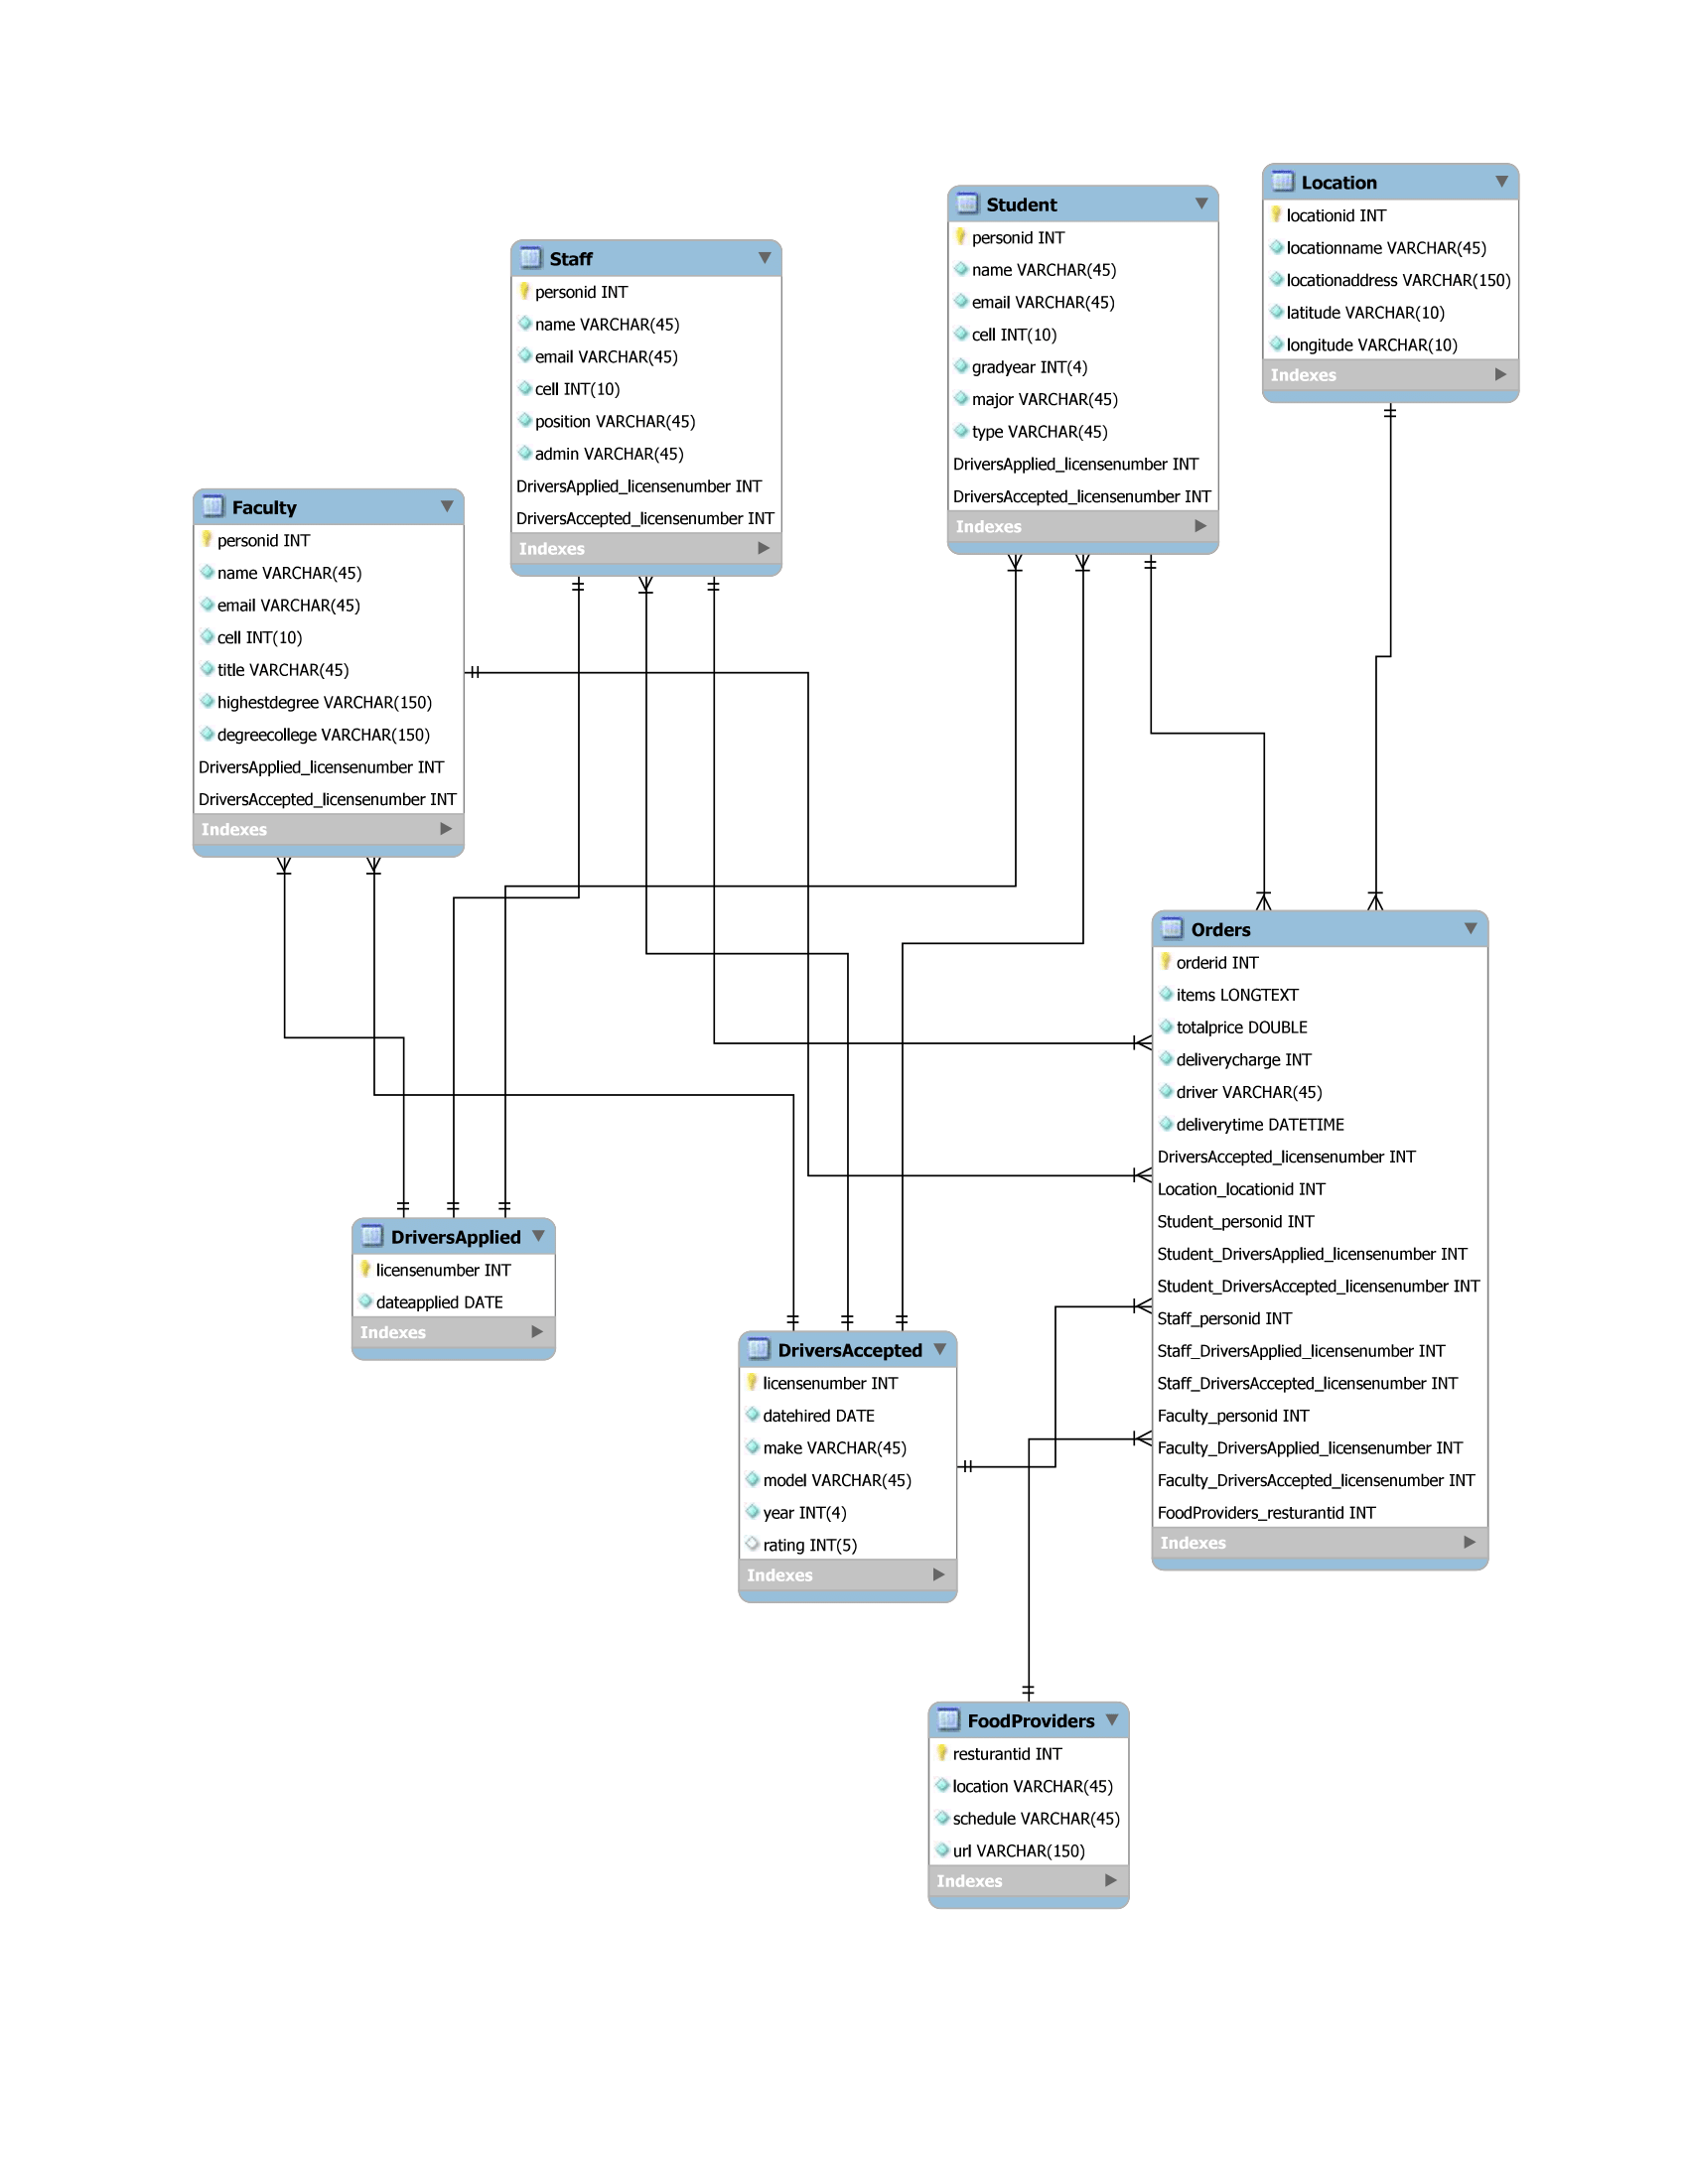 Location
locationid INT
locationname VARCHAR(45)
locationaddress VARCHAR(150)
latitude VARCHAR(10)
longitude VARCHAR(10)
Indexes
Student
personid INT
name VARCHAR(45)
email VARCHAR(45)
cell INT(10)
gradyear INT(4)
major VARCHAR(45)
type VARCHAR(45)
DriversApplied_licensenumber INT
DriversAccepted_licensenumber INT
Indexes
Staff
personid INT
name VARCHAR(45)
email VARCHAR(45)
cell INT(10)
position VARCHAR(45)
admin VARCHAR(45)
DriversApplied_licensenumber INT
DriversAccepted_licensenumber INT
Indexes
Faculty
personid INT
name VARCHAR(45)
email VARCHAR(45)
cell INT(10)
title VARCHAR(45)
highestdegree VARCHAR(150)
degreecollege VARCHAR(150)
DriversApplied_licensenumber INT
DriversAccepted_licensenumber INT
Indexes
Orders
orderid INT
items LONGTEXT
totalprice DOUBLE
deliverycharge INT
driver VARCHAR(45)
deliverytime DATETIME
DriversAccepted_licensenumber INT
Location_locationid INT
Student_personid INT
Student_DriversApplied_licensenumber INT
Student_DriversAccepted_licensenumber INT
Staff_personid INT
Staff_DriversApplied_licensenumber INT
Staff_DriversAccepted_licensenumber INT
Faculty_personid INT
Faculty_DriversApplied_licensenumber INT
Faculty_DriversAccepted_licensenumber INT
FoodProviders_resturantid INT
Indexes
DriversApplied
licensenumber INT
dateapplied DATE
Indexes
DriversAccepted
licensenumber INT
datehired DATE
make VARCHAR(45)
model VARCHAR(45)
year INT(4)
rating INT(5)
Indexes
FoodProviders
resturantid INT
location VARCHAR(45)
schedule VARCHAR(45)
url VARCHAR(150)
Indexes